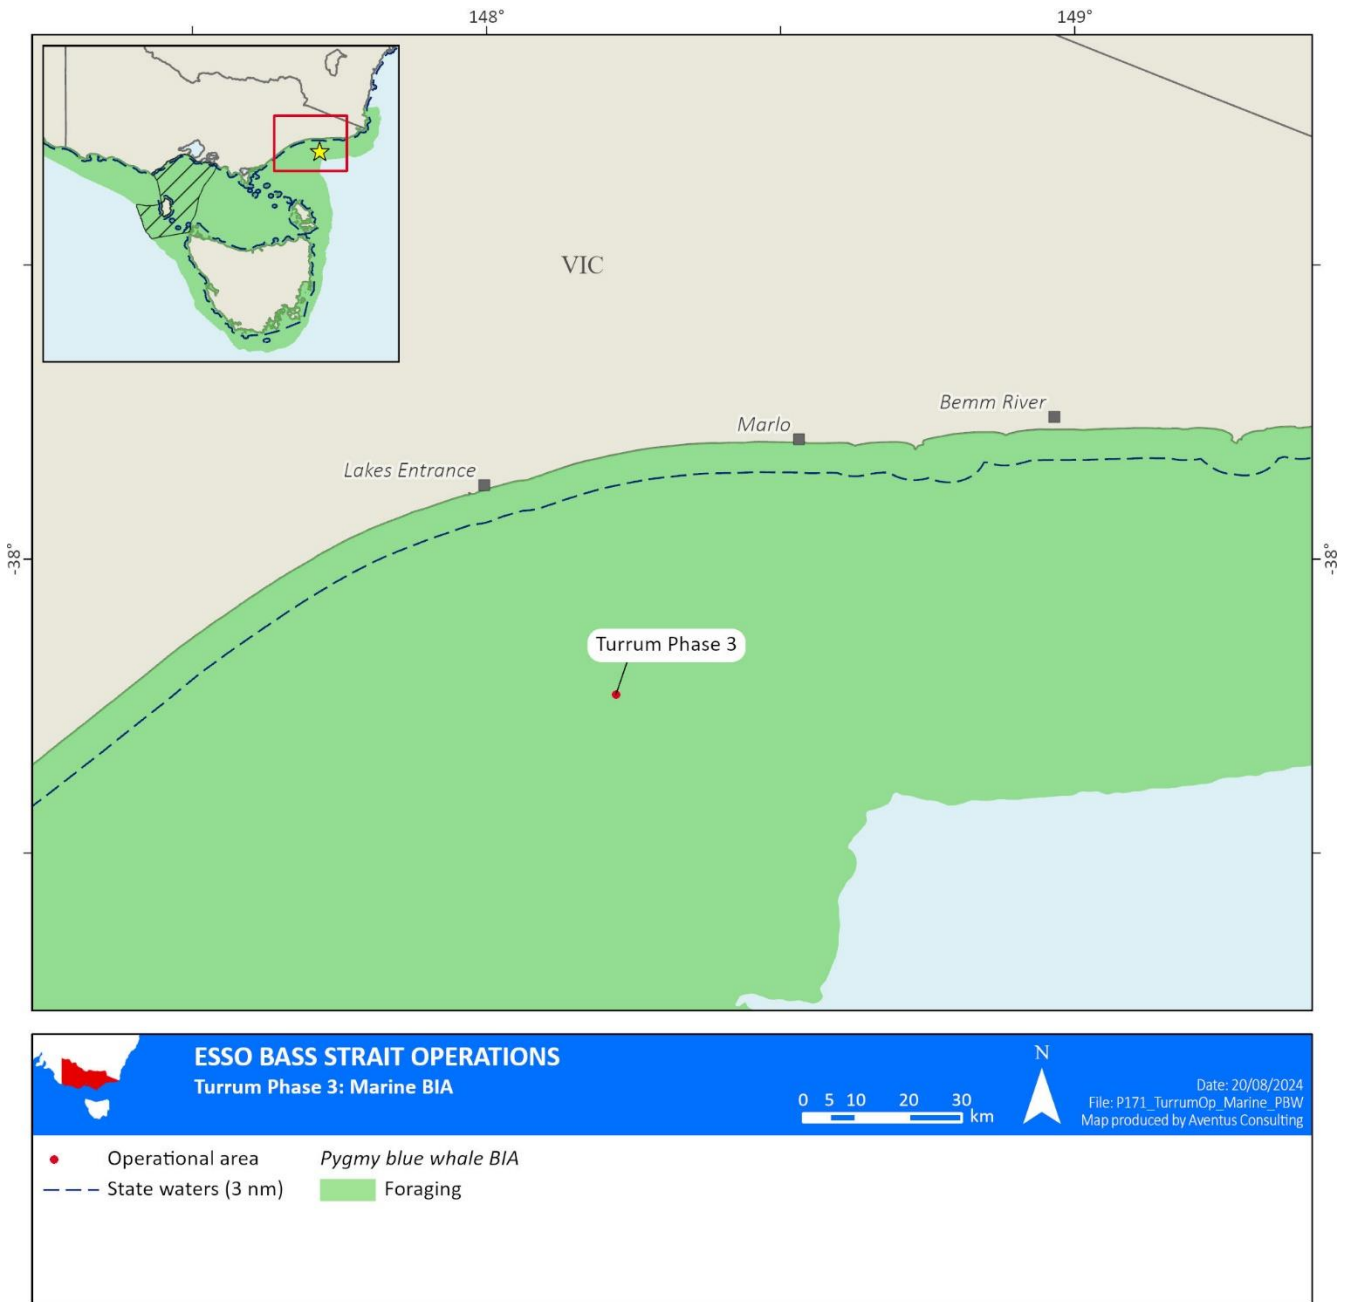 148°
149°
VIC
Bemm River
Marlo
Lakes Entrance
-38°
-38°
Turrum Phase 3
ESSO BASS STRAIT OPERATIONS
Turrum Phase 3: Marine BIA
0 5 10 20 30
km
N
Date: 20/08/2024
File: P171_TurrumOp_Marine_PBW
Map produced by Aventus Consulting
Operational area
State waters (3 nm)
Pygmy blue whale BIA
Foraging